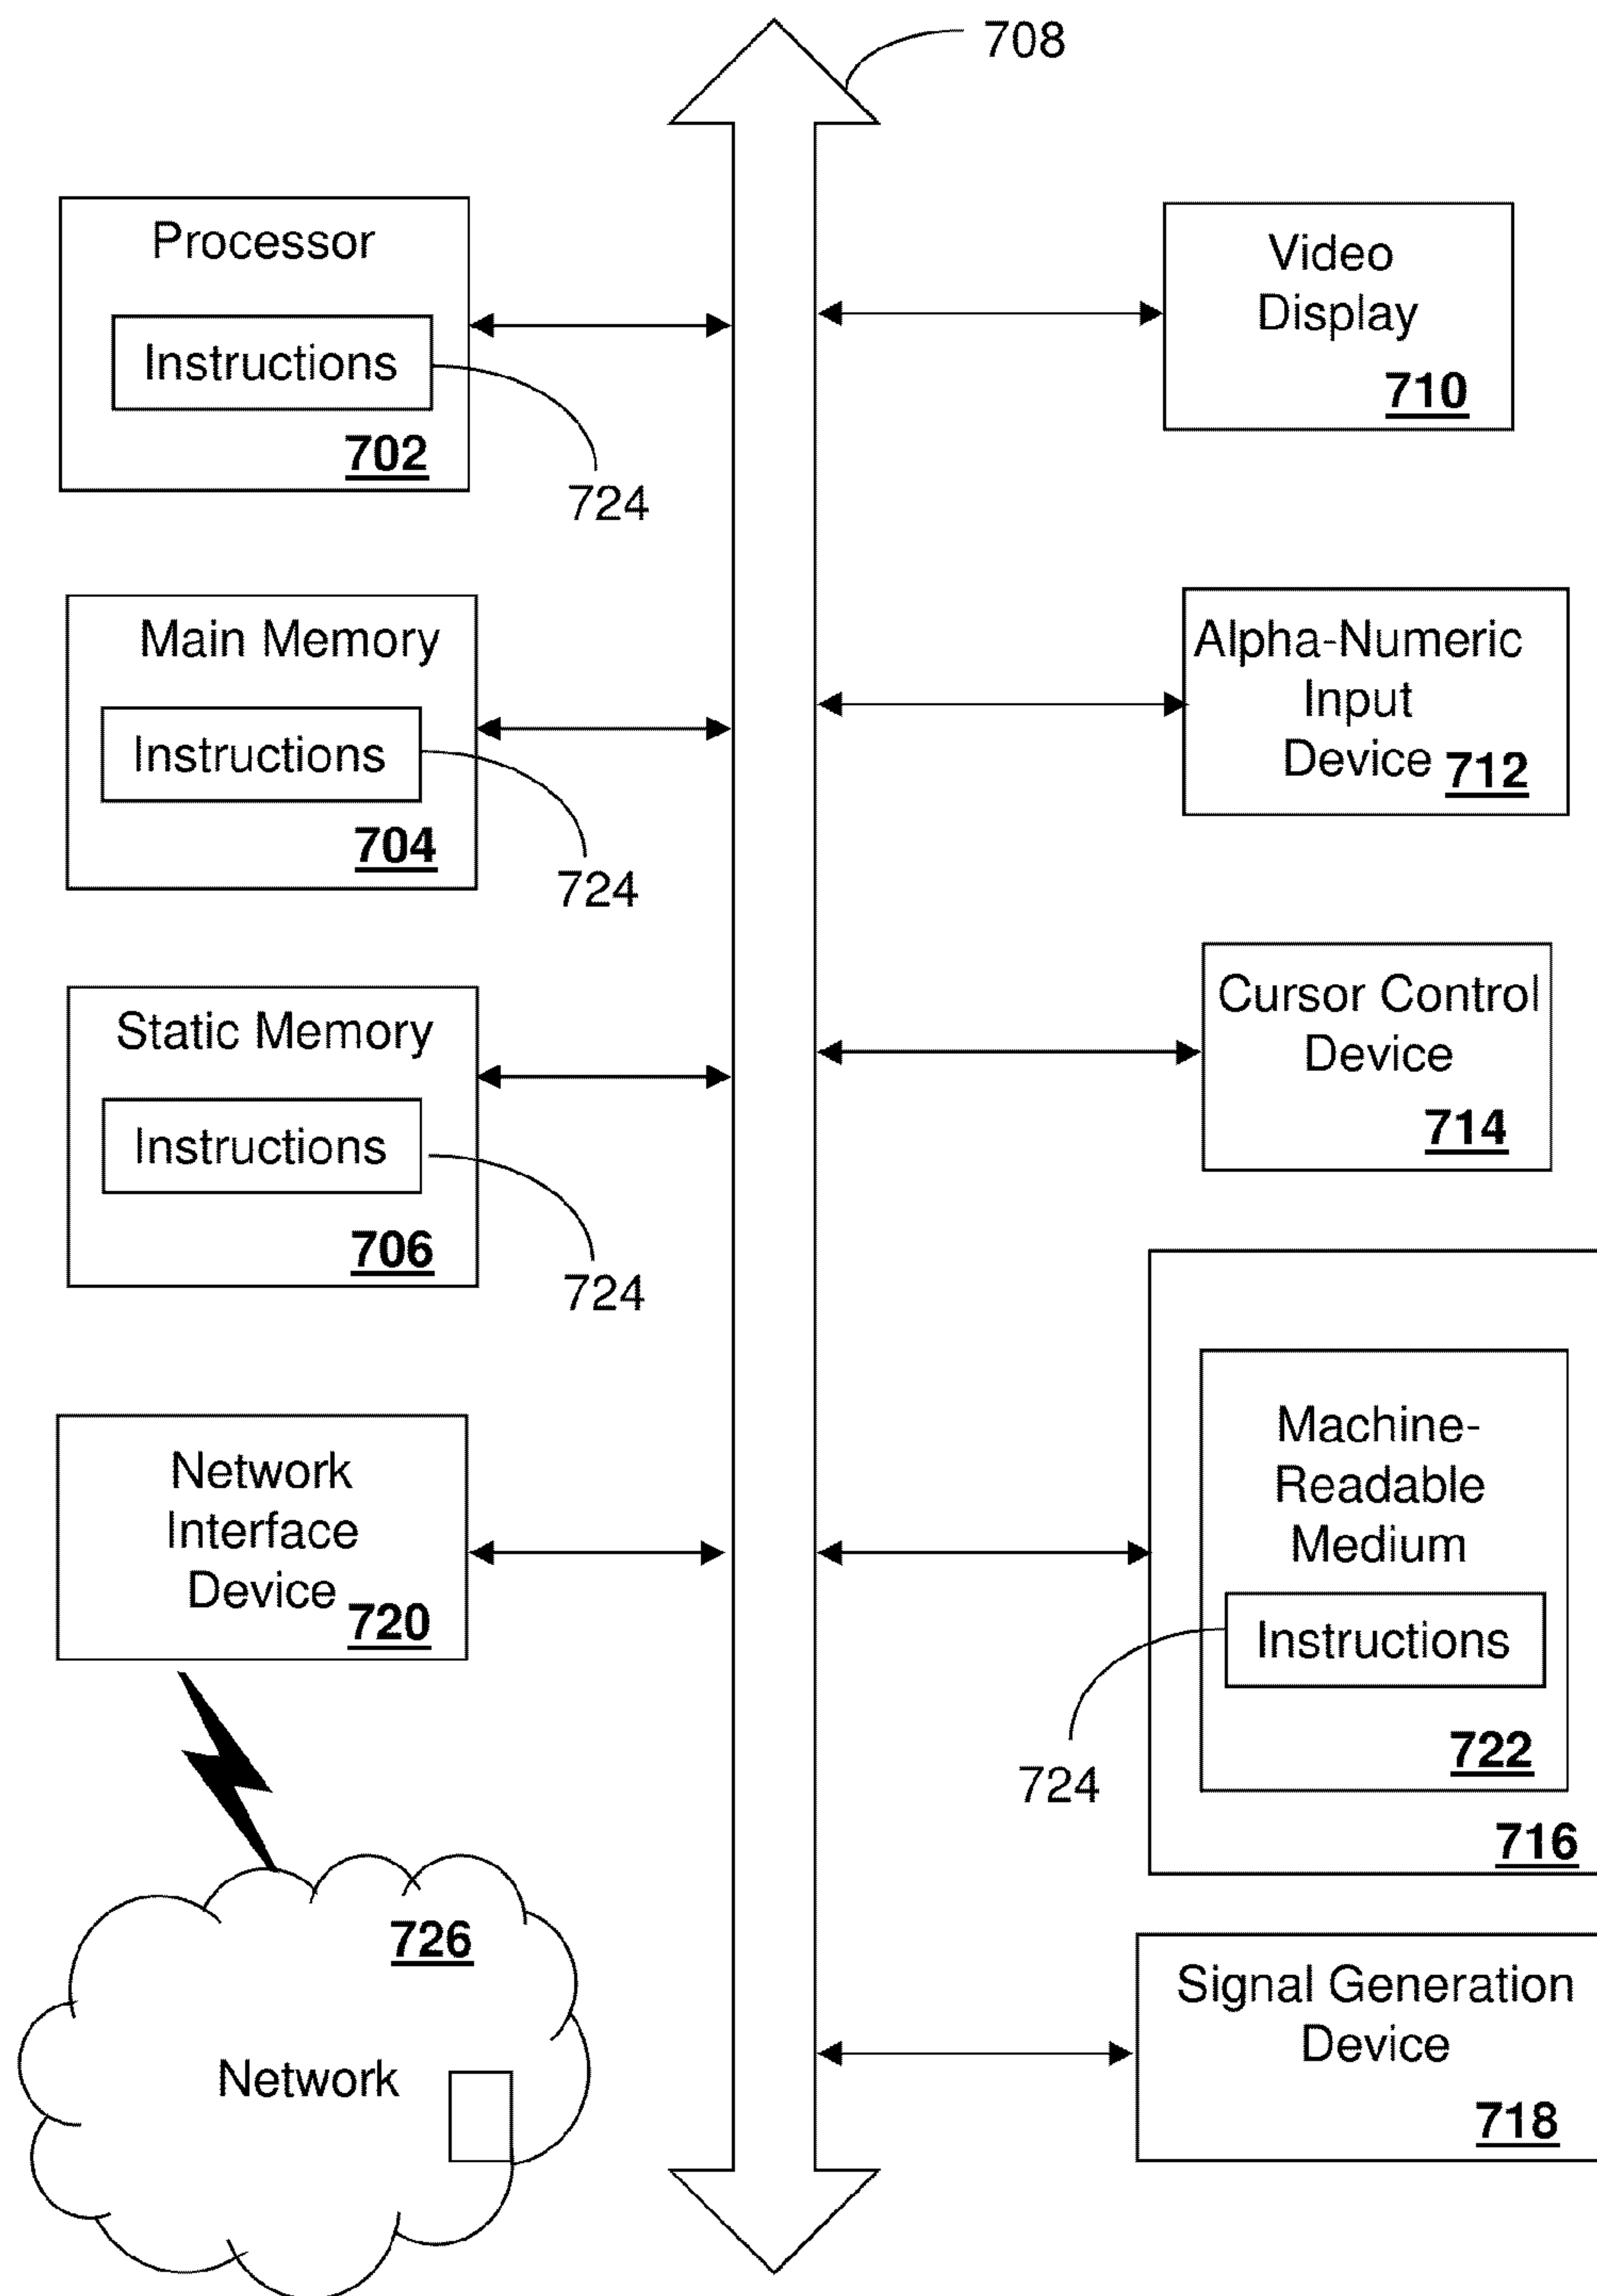 708
Processor
Instructions
702
724
Main Memory
Instructions
704
724
Static Memory
Instructions
706
724
Network
Interface
Device
720
726
Network
Video
Display
710
Alpha-Numeric
Input
Device
712
Cursor Control
Device
714
Machine-
Readable
Medium
Instructions
724
722
716
Signal Generation
Device
718